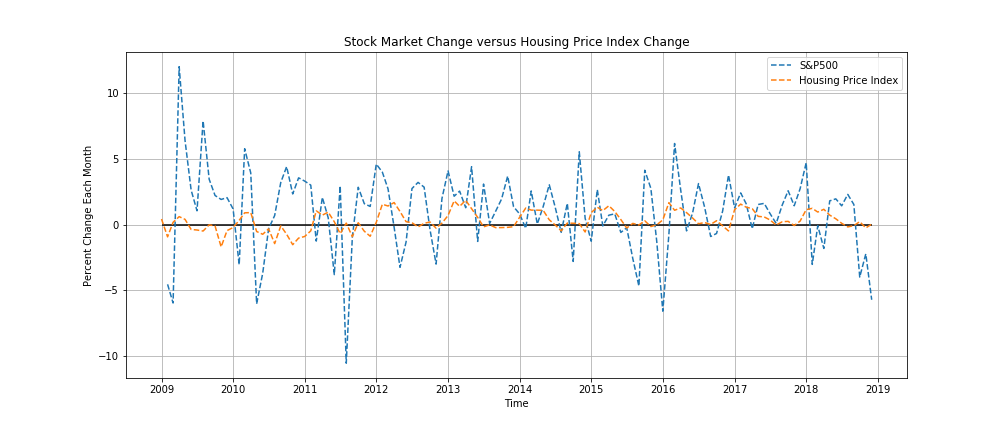 Stock Market Change versus Housing Price Index Change
S&P500
Housing Price Index
Percent Change Each Month
10
5
0
−5
−10
2009 2010 2011 2012 2013 2014 2015 2016 2017 2018 2019
Time